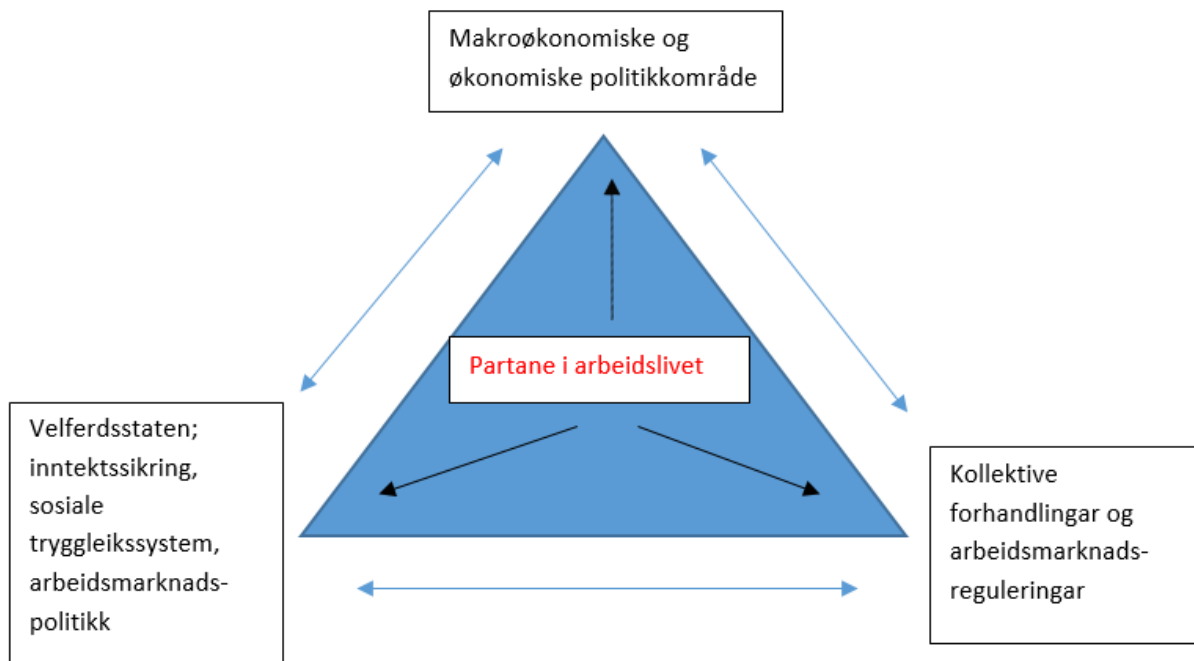 Makroøkonomiske og
økonomiske politikkområde
Partane i arbeidslivet
Velferdsstaten;
inntektssikring,
sosiale
tryggleikssystem,
arbeidsmarknads-
politikk
Kollektive
forhandlingar og
arbeidsmarknads-
reguleringar